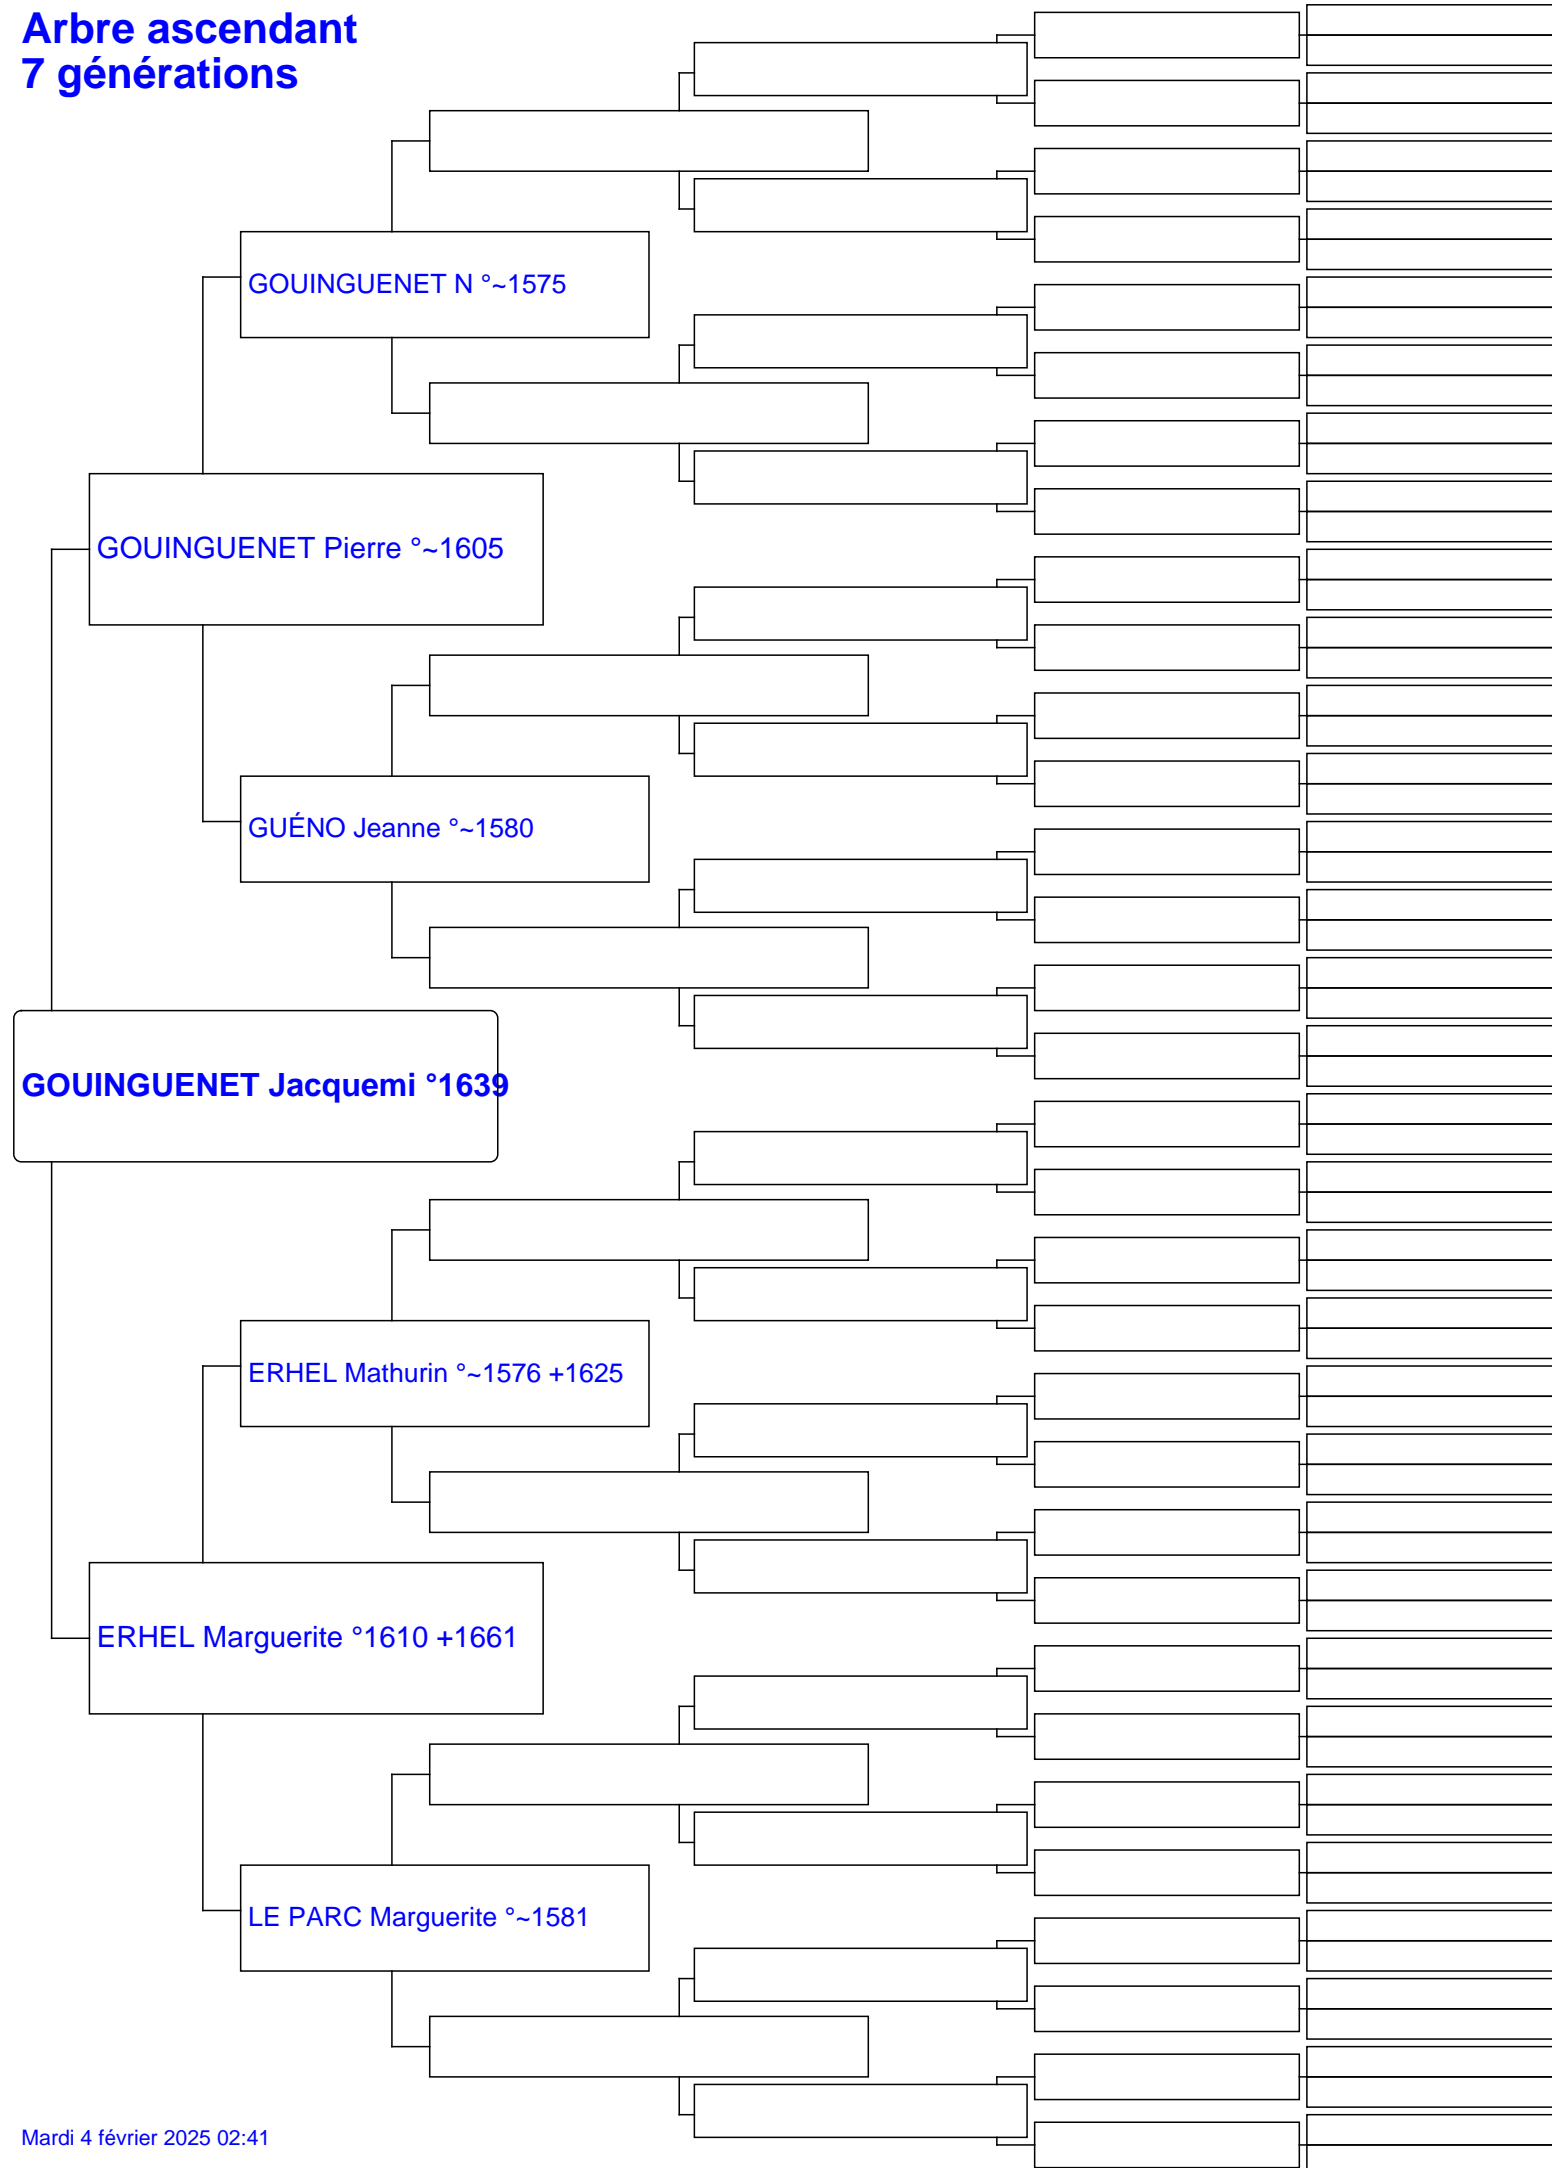 Arbre ascendant
7 générations
GOUINGUENET N °~1575
GOUINGUENET Pierre °~1605
GUÉNO Jeanne °~1580
GOUINGUENET Jacquemi °1639
ERHEL Mathurin °~1576 +1625
ERHEL Marguerite °1610 +1661
LE PARC Marguerite °~1581
Mardi 4 février 2025 02:41